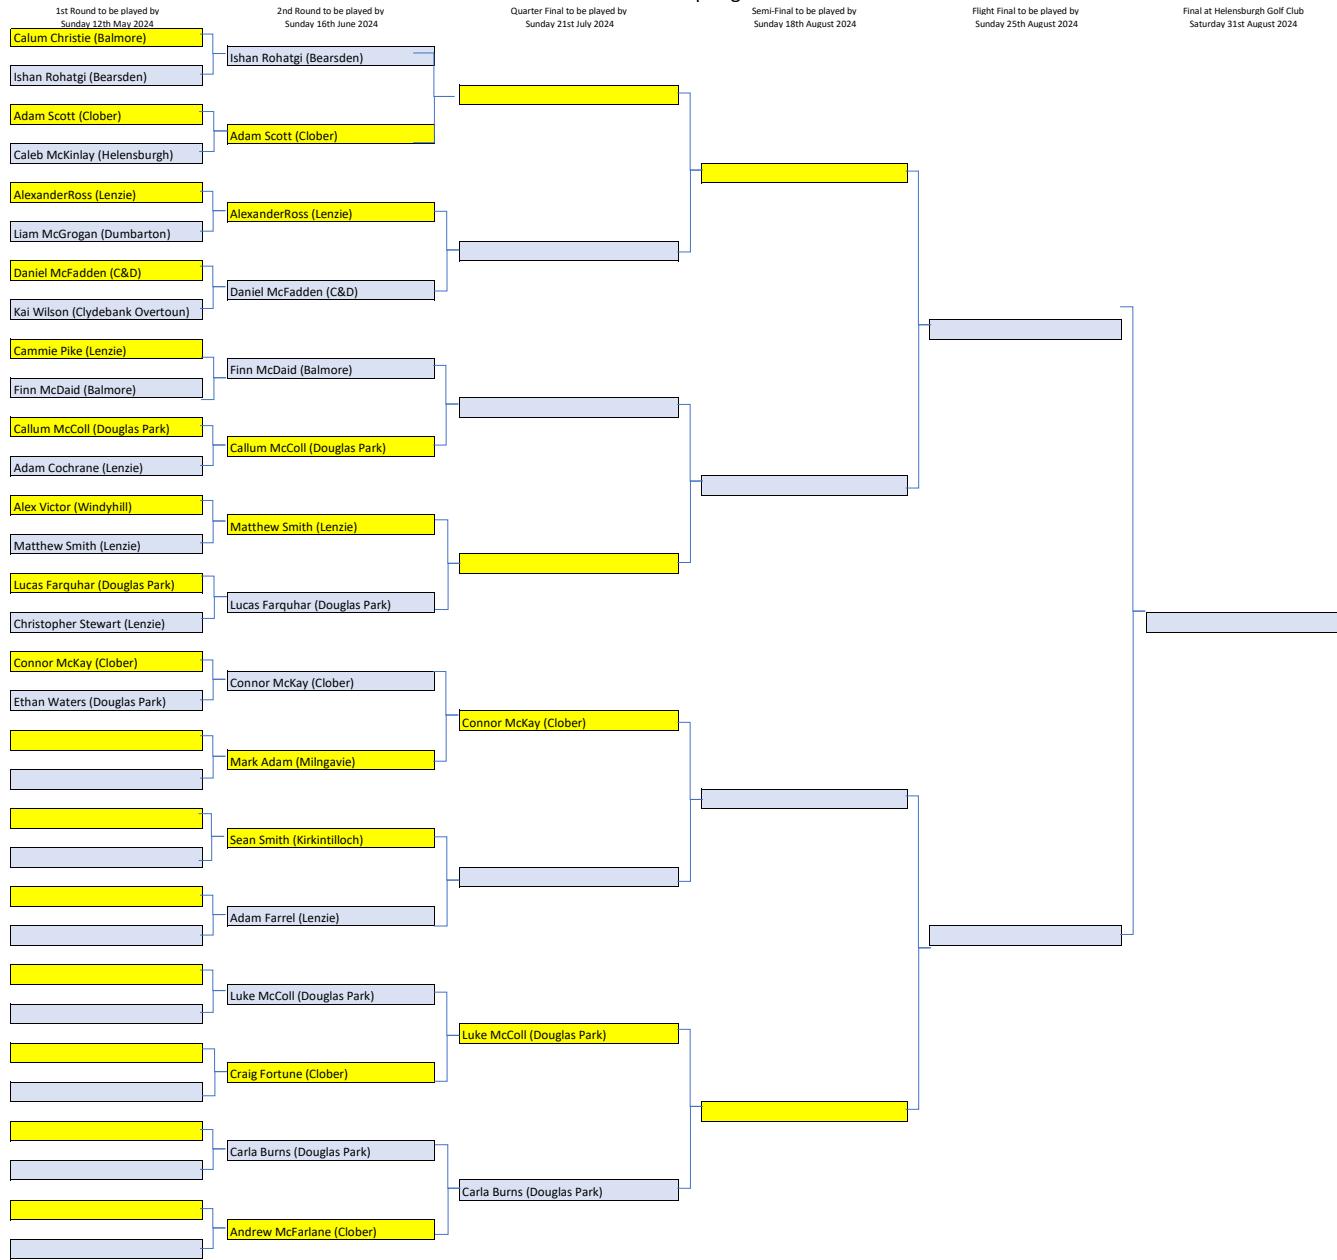 1st Round to be played by
Sunday 12th May 2024
2nd Round to be played by
Sunday 16th June 2024
Quarter Final to be played by
Sunday 21st July 2024
Semi-Final to be played by
Sunday 18th August 2024
Flight Final to be played by
Sunday 25th August 2024
Final at Helensburgh Golf Club
Saturday 31st August 2024
Calum Christie (Balmore)
Ishan Rohatgi (Bearsden)
Adam Scott (Clober)
Caleb McKinlay (Helensburgh)
AlexanderRoss (Lenzie)
Liam McGrogan (Dumbarton)
Daniel McFadden (C&D)
Kai Wilson (Clydebank Overtoun)
Cammie Pike (Lenzie)
Finn McDaid (Balmore)
Callum McColl (Douglas Park)
Adam Cochrane (Lenzie)
Alex Victor (Windyhill)
Matthew Smith (Lenzie)
Lucas Farquhar (Douglas Park)
Christopher Stewart (Lenzie)
Connor McKay (Clober)
Ethan Waters (Douglas Park)
Ishan Rohatgi (Bearsden)
Adam Scott (Clober)
AlexanderRoss (Lenzie)
Daniel McFadden (C&D)
Finn McDaid (Balmore)
Callum McColl (Douglas Park)
Matthew Smith (Lenzie)
Lucas Farquhar (Douglas Park)
Connor McKay (Clober)
Mark Adam (Milngavie)
Sean Smith (Kirkintilloch)
Adam Farrel (Lenzie)
Luke McColl (Douglas Park)
Craig Fortune (Clober)
Carla Burns (Douglas Park)
Andrew McFarlane (Clober)
Connor McKay (Clober)
Luke McColl (Douglas Park)
Carla Burns (Douglas Park)